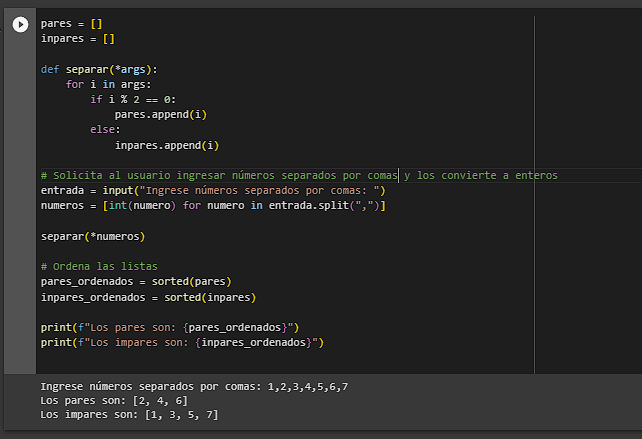 pares = []
inpares = []
def separar(*args):
    for i in args:
        if i % 2 == 0:
            pares.append(i)
        else:
            inpares.append(i)
# Solicita al usuario ingresar números separados por comas y los convierte a enteros
entrada = input("Ingrese números separados por comas: ")
numeros = [int(numero) for numero in entrada.split(",")]
separar(*numeros)
# Ordena las listas
pares_ordenados = sorted(pares)
inpares_ordenados = sorted(inpares)
print(f"Los pares son: {pares_ordenados}")
print(f"Los impares son: {inpares_ordenados}")
Ingrese números separados por comas: 1,2,3,4,5,6,7
Los pares son: [2, 4, 6]
Los impares son: [1, 3, 5, 7]